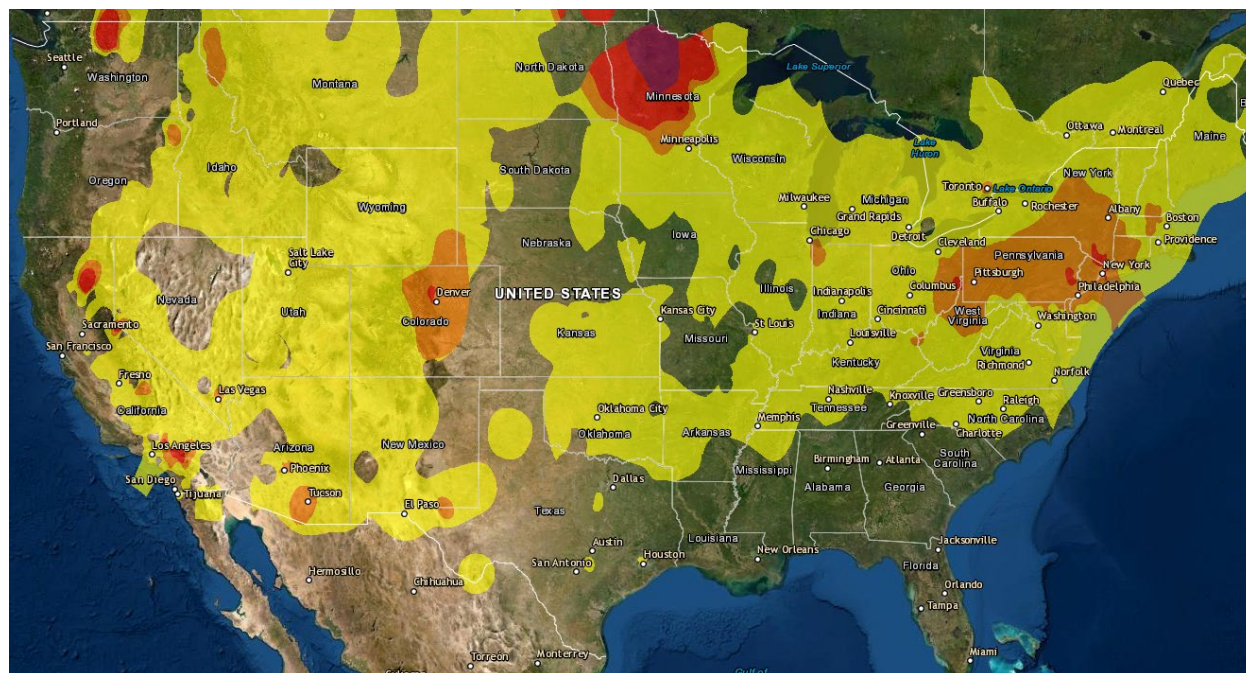 Seattle
Washington
Montana
North Dakota
Lake Superior
Quebec
Minnesota
Portland
Minneapolis
Ottawa
Montreal
Maine
Lake
Huron
Wisconsin
Idaho
South Dakota
Oregon
New York
Toronto
Lake Ontario
Milwaukee
Michigan
Wyoming
Buffalo
Rochester
Albany
Grand Rapids
Boston
Iowa
Detroit
Chicago
Nebraska
Cleveland
Providence
Salt Lake
City
Pennsylvania
New York
Ohio
Pittsburgh
Nevada
Denver
UNITED STATES
Illinois
Indianapolis
Columbus
Philadelphia
Utah
Indiana
Cincinnati
West
Virginia
Washington
Sacramento
Colorado
Kansas City
Kansas
St Louis
Louisville
San Francisco
Missouri
Virginia
Kentucky
Richmond
Fresno
Norfolk
Las Vegas
Nashville
Knoxville
Greensboro
California
Oklahoma City
Tennessee
Raleigh
Memphis
North Carolina
Greenville
Charlotte
Oklahoma
Arkansas
Los Angeles
Arizona
New Mexico
South
Carolina
Phoenix
Birmingham
Atlanta
Mississippi
San Diego
Dallas
Tijuana
Tucson
Alabama
Georgia
El Paso
Texas
Louisiana
Austin
Jacksonville
Houston
New Orleans
San Antonio
Florida
Hermosillo
Chihuahua
Orlando
Tampa
Miami
Torreon
Monterrey
Gulf of